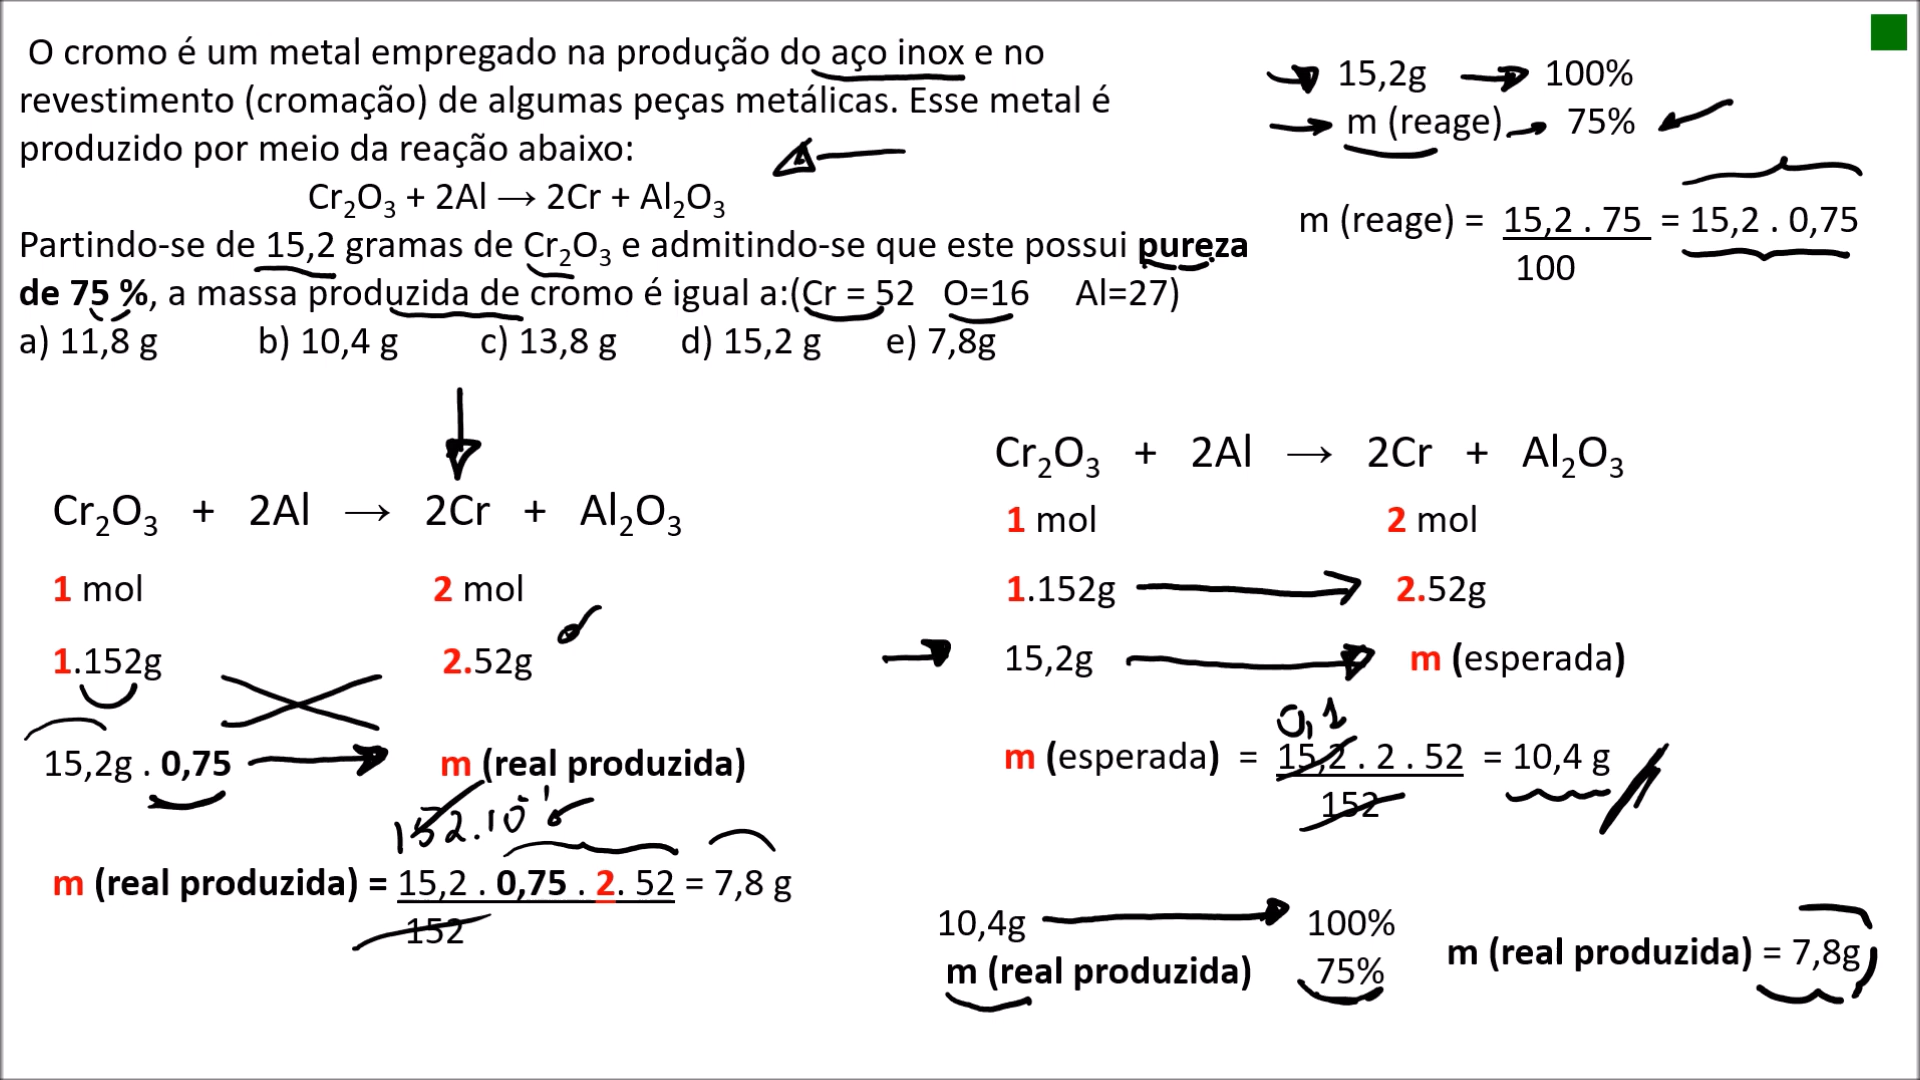 O cromo é um metal empregado na produção do aço inox e no
revestimento (cromação) de algumas peças metálicas. Esse metal é
produzido por meio da reação abaixo:
Cr₂O₃ + 2Al → 2Cr + Al₂O₃
Partindo-se de 15,2 gramas de Cr₂O₃ e admitindo-se que este possui pureza
de 75 %, a massa produzida de cromo é igual a:(Cr = 52 O=16 Al=27)
a) 11,8 g b) 10,4 g c) 13,8 g d) 15,2 g e) 7,8g
15,2g 100%
m (reage) 75%
m (reage) = 15,2 . 75 = 15,2 . 0,75
100
Cr₂O₃ + 2Al → 2Cr + Al₂O₃
1 mol 2 mol
1.152g 2.52g
15,2g . 0,75 m (real produzida)
152.10⁻¹
m (real produzida) = 15,2 . 0,75 . 2. 52 = 7,8 g
152
Cr₂O₃ + 2Al → 2Cr + Al₂O₃
1 mol 2 mol
1.152g 2.52g
15,2g m (esperada)
0,1
m (esperada) = 15,2 . 2 . 52 = 10,4 g
152
10,4g 100%
m (real produzida) 75%
m (real produzida) = 7,8g